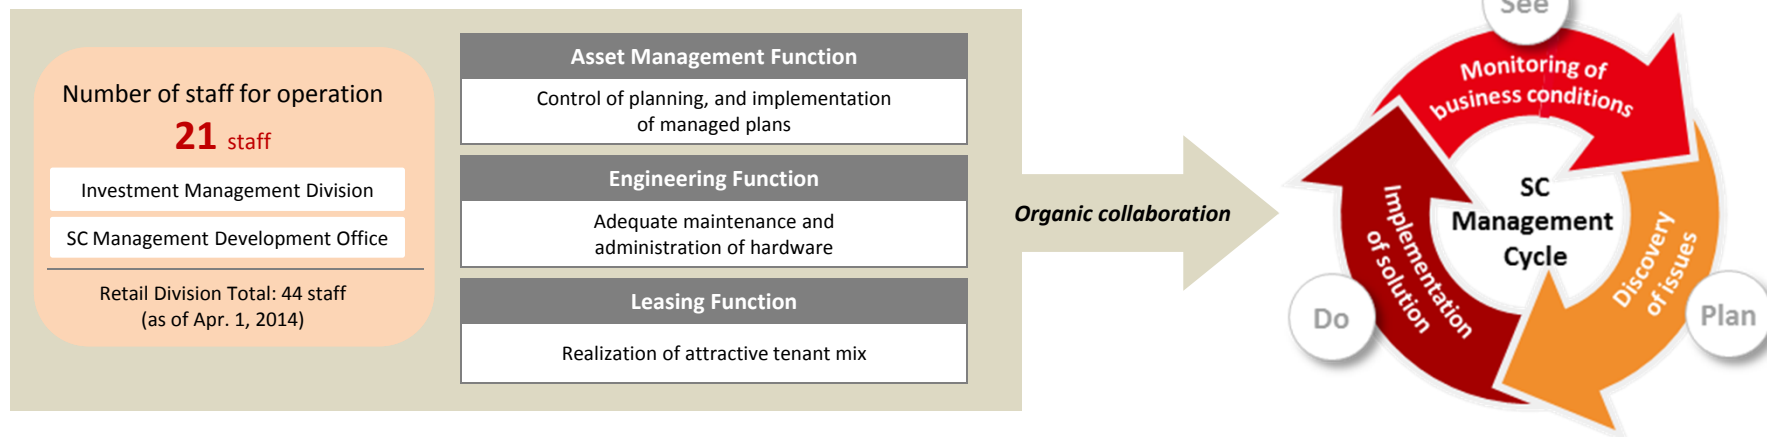 Number of staff for operation
21 staff
Investment Management Division
SC Management Development Office
Retail Division Total: 44 staff
(as of Apr. 1, 2014)
Asset Management Function
Control of planning, and implementation
of managed plans
Engineering Function
Adequate maintenance and
administration of hardware
Leasing Function
Realization of attractive tenant mix
Organic collaboration
See
Monitoring of
business conditions
SC
Management
Cycle
Discovery
of issues
Plan
Implementation
of solution
Do